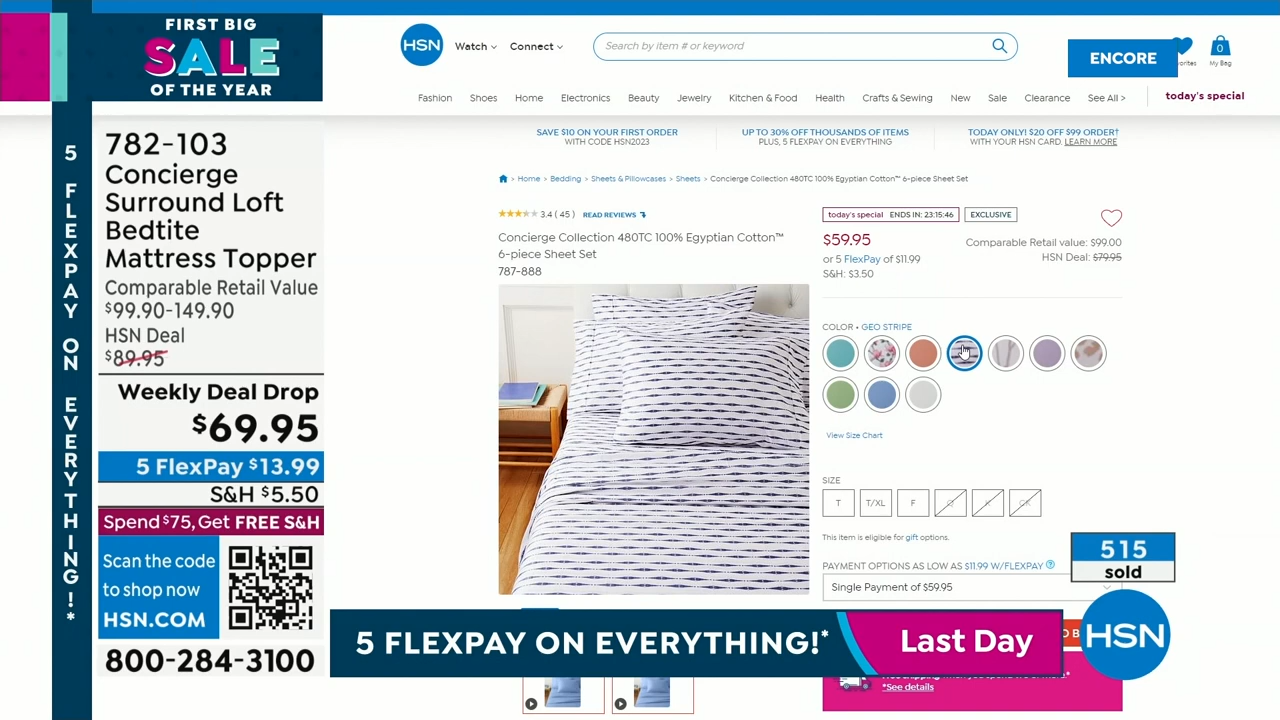 FIRST BIG
SALE
OF THE YEAR
5 FLEXPAY ON EVERYTHING!*
782-103
Concierge
Surround Loft
Bedtite
Mattress Topper
Comparable Retail Value
$99.90-149.90
HSN Deal
$89.95
Weekly Deal Drop
$69.95
5 FlexPay $13.99
S&H $5.50
Spend $75, Get FREE S&H
Scan the code
to shop now
HSN.COM
800-284-3100
HSN
Watch
Connect
Search by item # or keyword
ENCORE
0
My Bag
Fashion Shoes Home Electronics Beauty Jewelry Kitchen & Food Health Crafts & Sewing New Sale Clearance See All > today's special
SAVE $10 ON YOUR FIRST ORDER
WITH CODE HSN2023
UP TO 30% OFF THOUSANDS OF ITEMS
PLUS, 5 FLEXPAY ON EVERYTHING
TODAY ONLY! $20 OFF $99 ORDER†
WITH YOUR HSN CARD. LEARN MORE
> Home > Bedding > Sheets & Pillowcases > Sheets > Concierge Collection 480TC 100% Egyptian Cotton™ 6-piece Sheet Set
3.4 ( 45 ) READ REVIEWS
Concierge Collection 480TC 100% Egyptian Cotton™
6-piece Sheet Set
787-888
today's special ENDS IN: 23:15:46 EXCLUSIVE
$59.95
or 5 FlexPay of $11.99
S&H: $3.50
Comparable Retail value: $99.00
HSN Deal: $79.95
COLOR • GEO STRIPE
View Size Chart
SIZE
T T/XL F
This item is eligible for gift options.
PAYMENT OPTIONS AS LOW AS $11.99 W/FLEXPAY
Single Payment of $59.95
515
sold
5 FLEXPAY ON EVERYTHING!*
Last Day
HSN
*See details